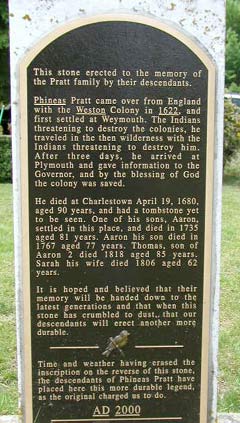 This stone erected to the memory of
the Pratt family by their descendants.
Phineas Pratt came over from England
with the Weston Colony in 1622, and
first settled at Weymouth. The Indians
threatening to destroy the colonies, he
traveled in the then wilderness with the
Indians threatening to destroy him.
After three days, he arrived at
Plymouth and gave information to the
Governor, and by the blessing of God
the colony was saved.
He died at Charlestown April 19, 1680,
aged 90 years, and had a tombstone yet
to be seen. One of his sons, Aaron,
settled in this place, and died in 1735
aged 81 years. Aaron his son died in
1767 aged 77 years. Thomas, son of
Aaron 2 died 1818 aged 85 years.
Sarah his wife died 1806 aged 62
years.
It is hoped and believed that their
memory will be handed down to the
latest generations and that when this
stone has crumbled to dust, that our
descendants will erect another more
durable.
Time and weather having erased the
inscription on the reverse of this stone,
the descendants of Phineas Pratt have
placed here this more durable legend,
as the original charged us to do.
AD 2000